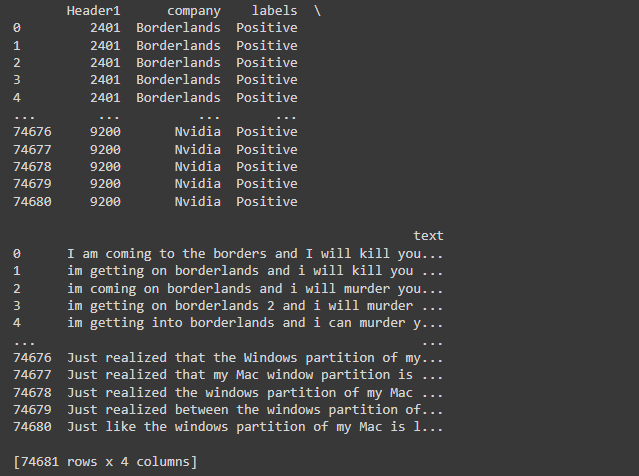 Header1 company labels \
0 2401 Borderlands Positive
1 2401 Borderlands Positive
2 2401 Borderlands Positive
3 2401 Borderlands Positive
4 2401 Borderlands Positive
... ... ... ...
74676 9200 Nvidia Positive
74677 9200 Nvidia Positive
74678 9200 Nvidia Positive
74679 9200 Nvidia Positive
74680 9200 Nvidia Positive
text
0 I am coming to the borders and I will kill you...
1 im getting on borderlands and i will kill you ...
2 im coming on borderlands and i will murder you...
3 im getting on borderlands 2 and i will murder ...
4 im getting into borderlands and i can murder y...
... ...
74676 Just realized that the Windows partition of my...
74677 Just realized that my Mac window partition is ...
74678 Just realized the windows partition of my Mac ...
74679 Just realized between the windows partition of...
74680 Just like the windows partition of my Mac is l...
[74681 rows x 4 columns]